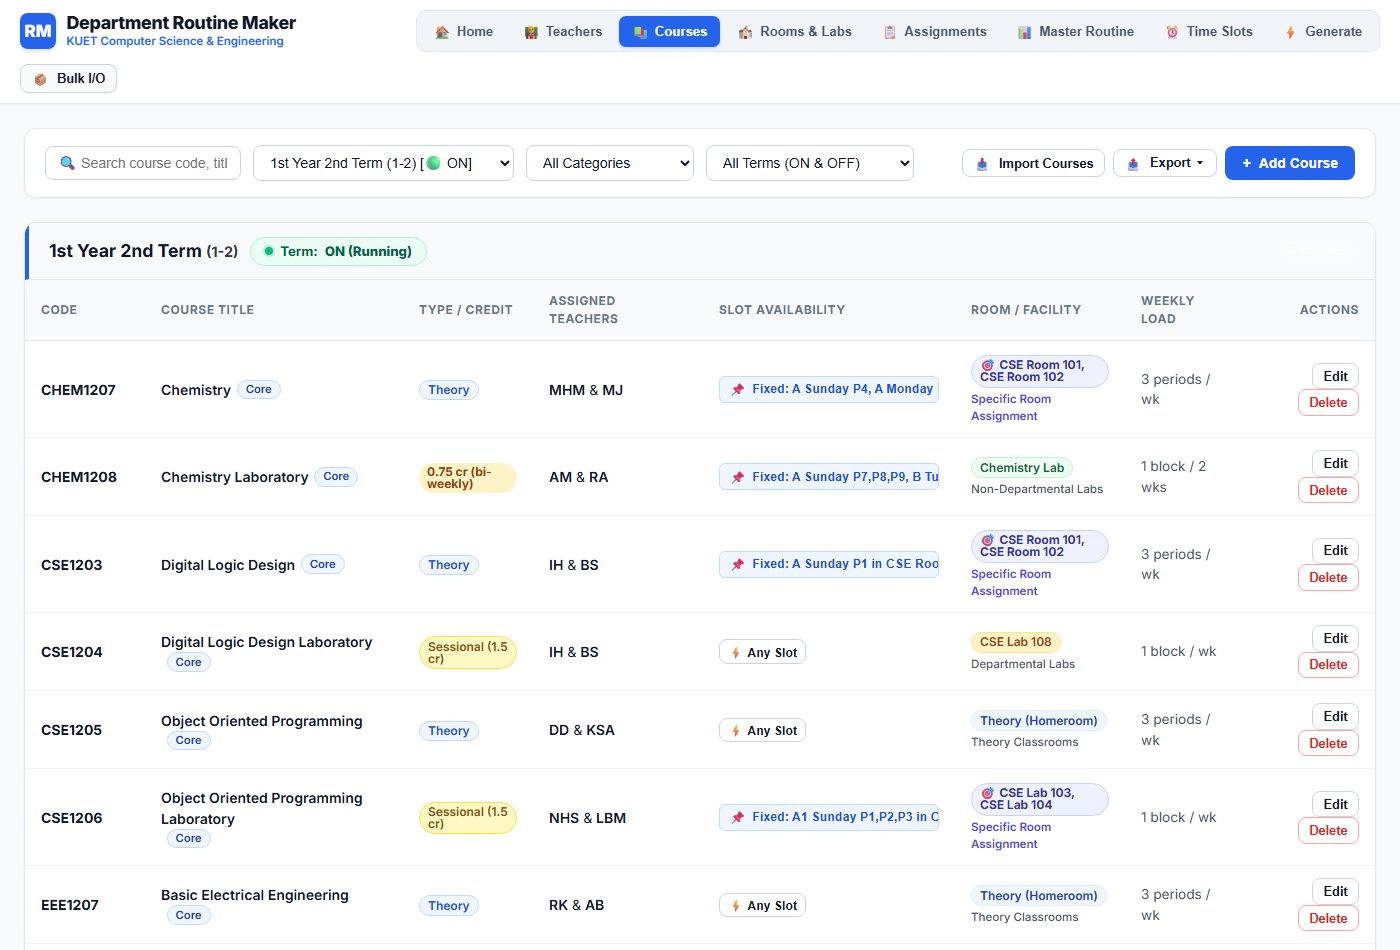 RM
Department Routine Maker
KUET Computer Science & Engineering
Home
Teachers
Courses
Rooms & Labs
Assignments
Master Routine
Time Slots
Generate
Bulk I/O
Search course code, titl
1st Year 2nd Term (1-2) [ ON]
All Categories
All Terms (ON & OFF)
Import Courses
Export
+ Add Course
1st Year 2nd Term (1-2)
Term: ON (Running)
CODE
COURSE TITLE
TYPE / CREDIT
ASSIGNED
TEACHERS
SLOT AVAILABILITY
ROOM / FACILITY
WEEKLY
LOAD
ACTIONS
CHEM1207
Chemistry Core
Theory
MHM & MJ
Fixed: A Sunday P4, A Monday
CSE Room 101,
CSE Room 102
Specific Room
Assignment
3 periods /
wk
Edit
Delete
CHEM1208
Chemistry Laboratory Core
0.75 cr (bi-
weekly)
AM & RA
Fixed: A Sunday P7,P8,P9, B Tu
Chemistry Lab
Non-Departmental Labs
1 block / 2
wks
Edit
Delete
CSE1203
Digital Logic Design Core
Theory
IH & BS
Fixed: A Sunday P1 in CSE Roo
CSE Room 101,
CSE Room 102
Specific Room
Assignment
3 periods /
wk
Edit
Delete
CSE1204
Digital Logic Design Laboratory
Core
Sessional (1.5
cr)
IH & BS
Any Slot
CSE Lab 108
Departmental Labs
1 block / wk
Edit
Delete
CSE1205
Object Oriented Programming
Core
Theory
DD & KSA
Any Slot
Theory (Homeroom)
Theory Classrooms
3 periods /
wk
Edit
Delete
CSE1206
Object Oriented Programming
Laboratory
Core
Sessional (1.5
cr)
NHS & LBM
Fixed: A1 Sunday P1,P2,P3 in C
CSE Lab 103,
CSE Lab 104
Specific Room
Assignment
1 block / wk
Edit
Delete
EEE1207
Basic Electrical Engineering
Core
Theory
RK & AB
Any Slot
Theory (Homeroom)
Theory Classrooms
3 periods /
wk
Edit
Delete